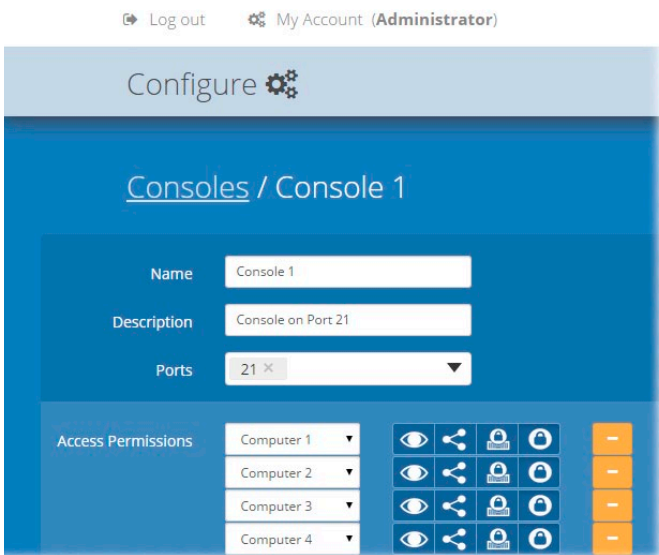 Log out My Account (Administrator)
Configure
Consoles / Console 1
Name Console 1
Description Console on Port 21
Ports 21 ×
Access Permissions Computer 1
Computer 2
Computer 3
Computer 4